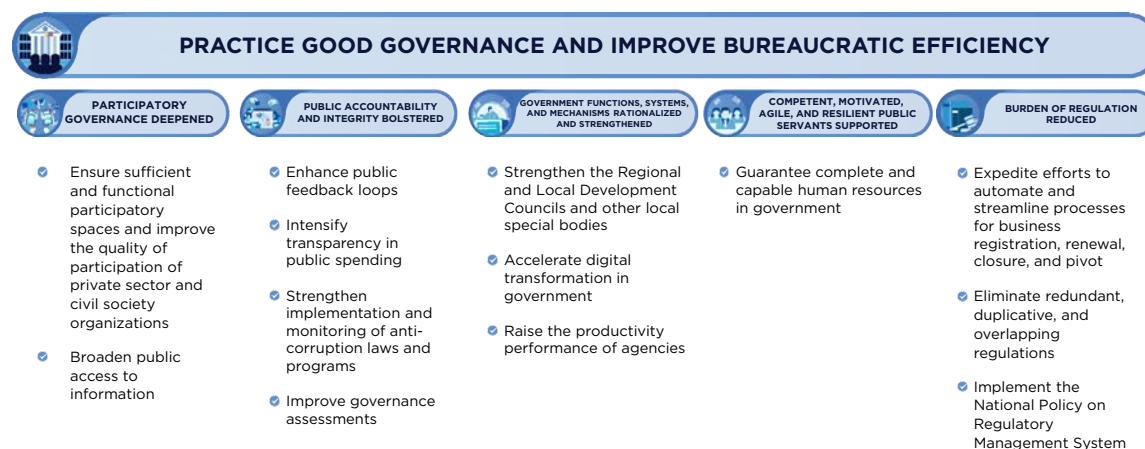 PRACTICE GOOD GOVERNANCE AND IMPROVE BUREAUCRATIC EFFICIENCY
PARTICIPATORY
GOVERNANCE DEEPENED
Ensure sufficient
and functional
participatory
spaces and improve
the quality of
participation of
private sector and
civil society
organizations
Broaden public
access to
information
PUBLIC ACCOUNTABILITY
AND INTEGRITY BOLSTERED
Enhance public
feedback loops
Intensify
transparency in
public spending
Strengthen
implementation and
monitoring of anti-
corruption laws and
programs
Improve governance
assessments
GOVERNMENT FUNCTIONS, SYSTEMS,
AND MECHANISMS RATIONALIZED
AND STRENGTHENED
Strengthen the Regional
and Local Development
Councils and other local
special bodies
Accelerate digital
transformation in
government
Raise the productivity
performance of agencies
COMPETENT, MOTIVATED,
AGILE, AND RESILIENT PUBLIC
SERVANTS SUPPORTED
Guarantee complete and
capable human resources
in government
BURDEN OF REGULATION
REDUCED
Expedite efforts to
automate and
streamline processes
for business
registration, renewal,
closure, and pivot
Eliminate redundant,
duplicative, and
overlapping
regulations
Implement the
National Policy on
Regulatory
Management System